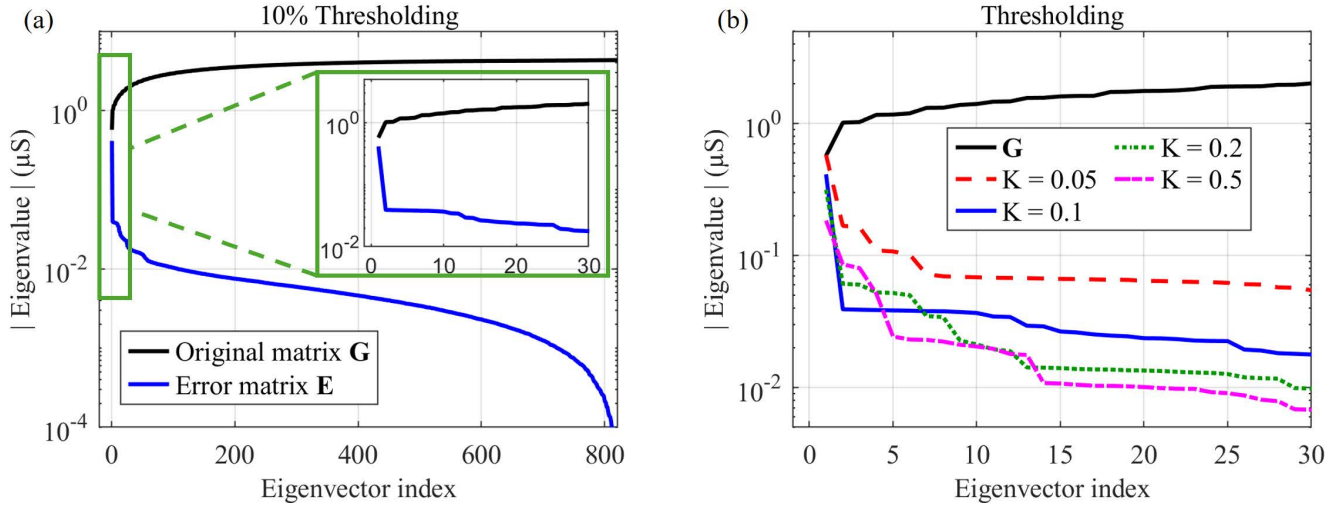 (a)
10% Thresholding
| Eigenvalue | (μS)
10^0
10^-2
10^-4
0 200 400 600 800
Eigenvector index
10^0
10^-2
0 10 20 30
Original matrix G
Error matrix E
(b)
Thresholding
| Eigenvalue | (μS)
10^0
10^-1
10^-2
0 5 10 15 20 25 30
Eigenvector index
G
K = 0.05
K = 0.1
K = 0.2
K = 0.5